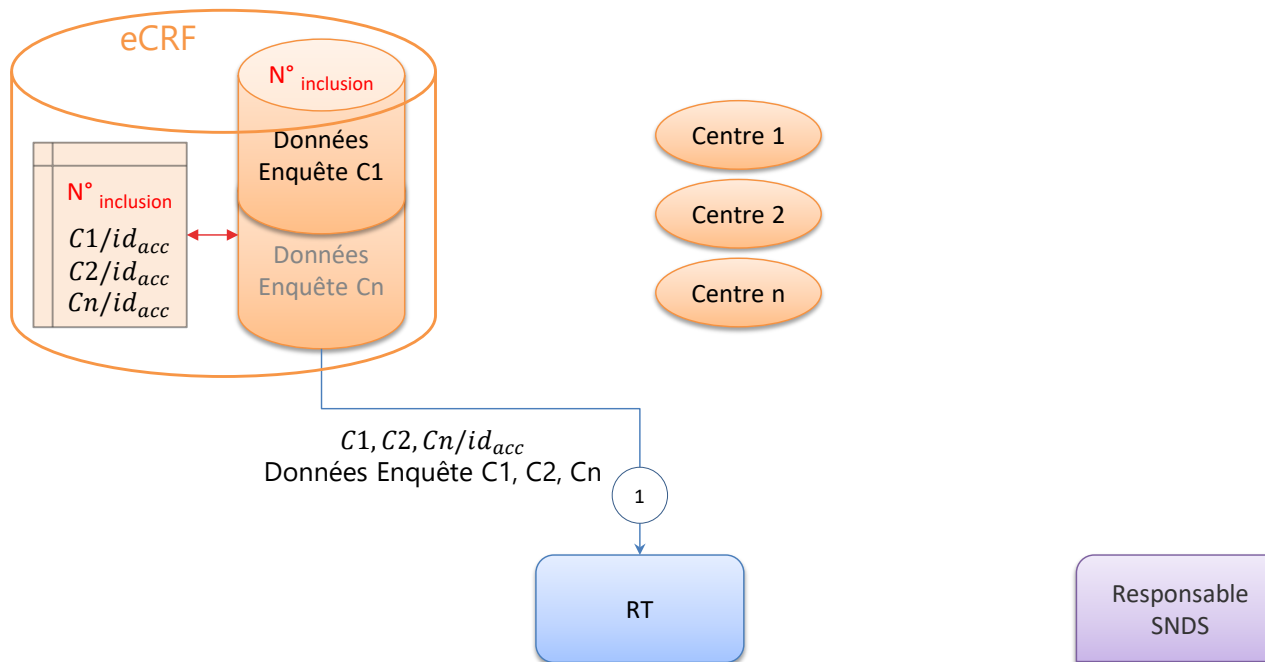 eCRF
N° inclusion
Données
Enquête C1
Données
Enquête Cn
N° inclusion
C1/id_acc
C2/id_acc
Cn/id_acc
Centre 1
Centre 2
Centre n
C1, C2, Cn/id_acc
Données Enquête C1, C2, Cn
1
RT
Responsable
SNDS